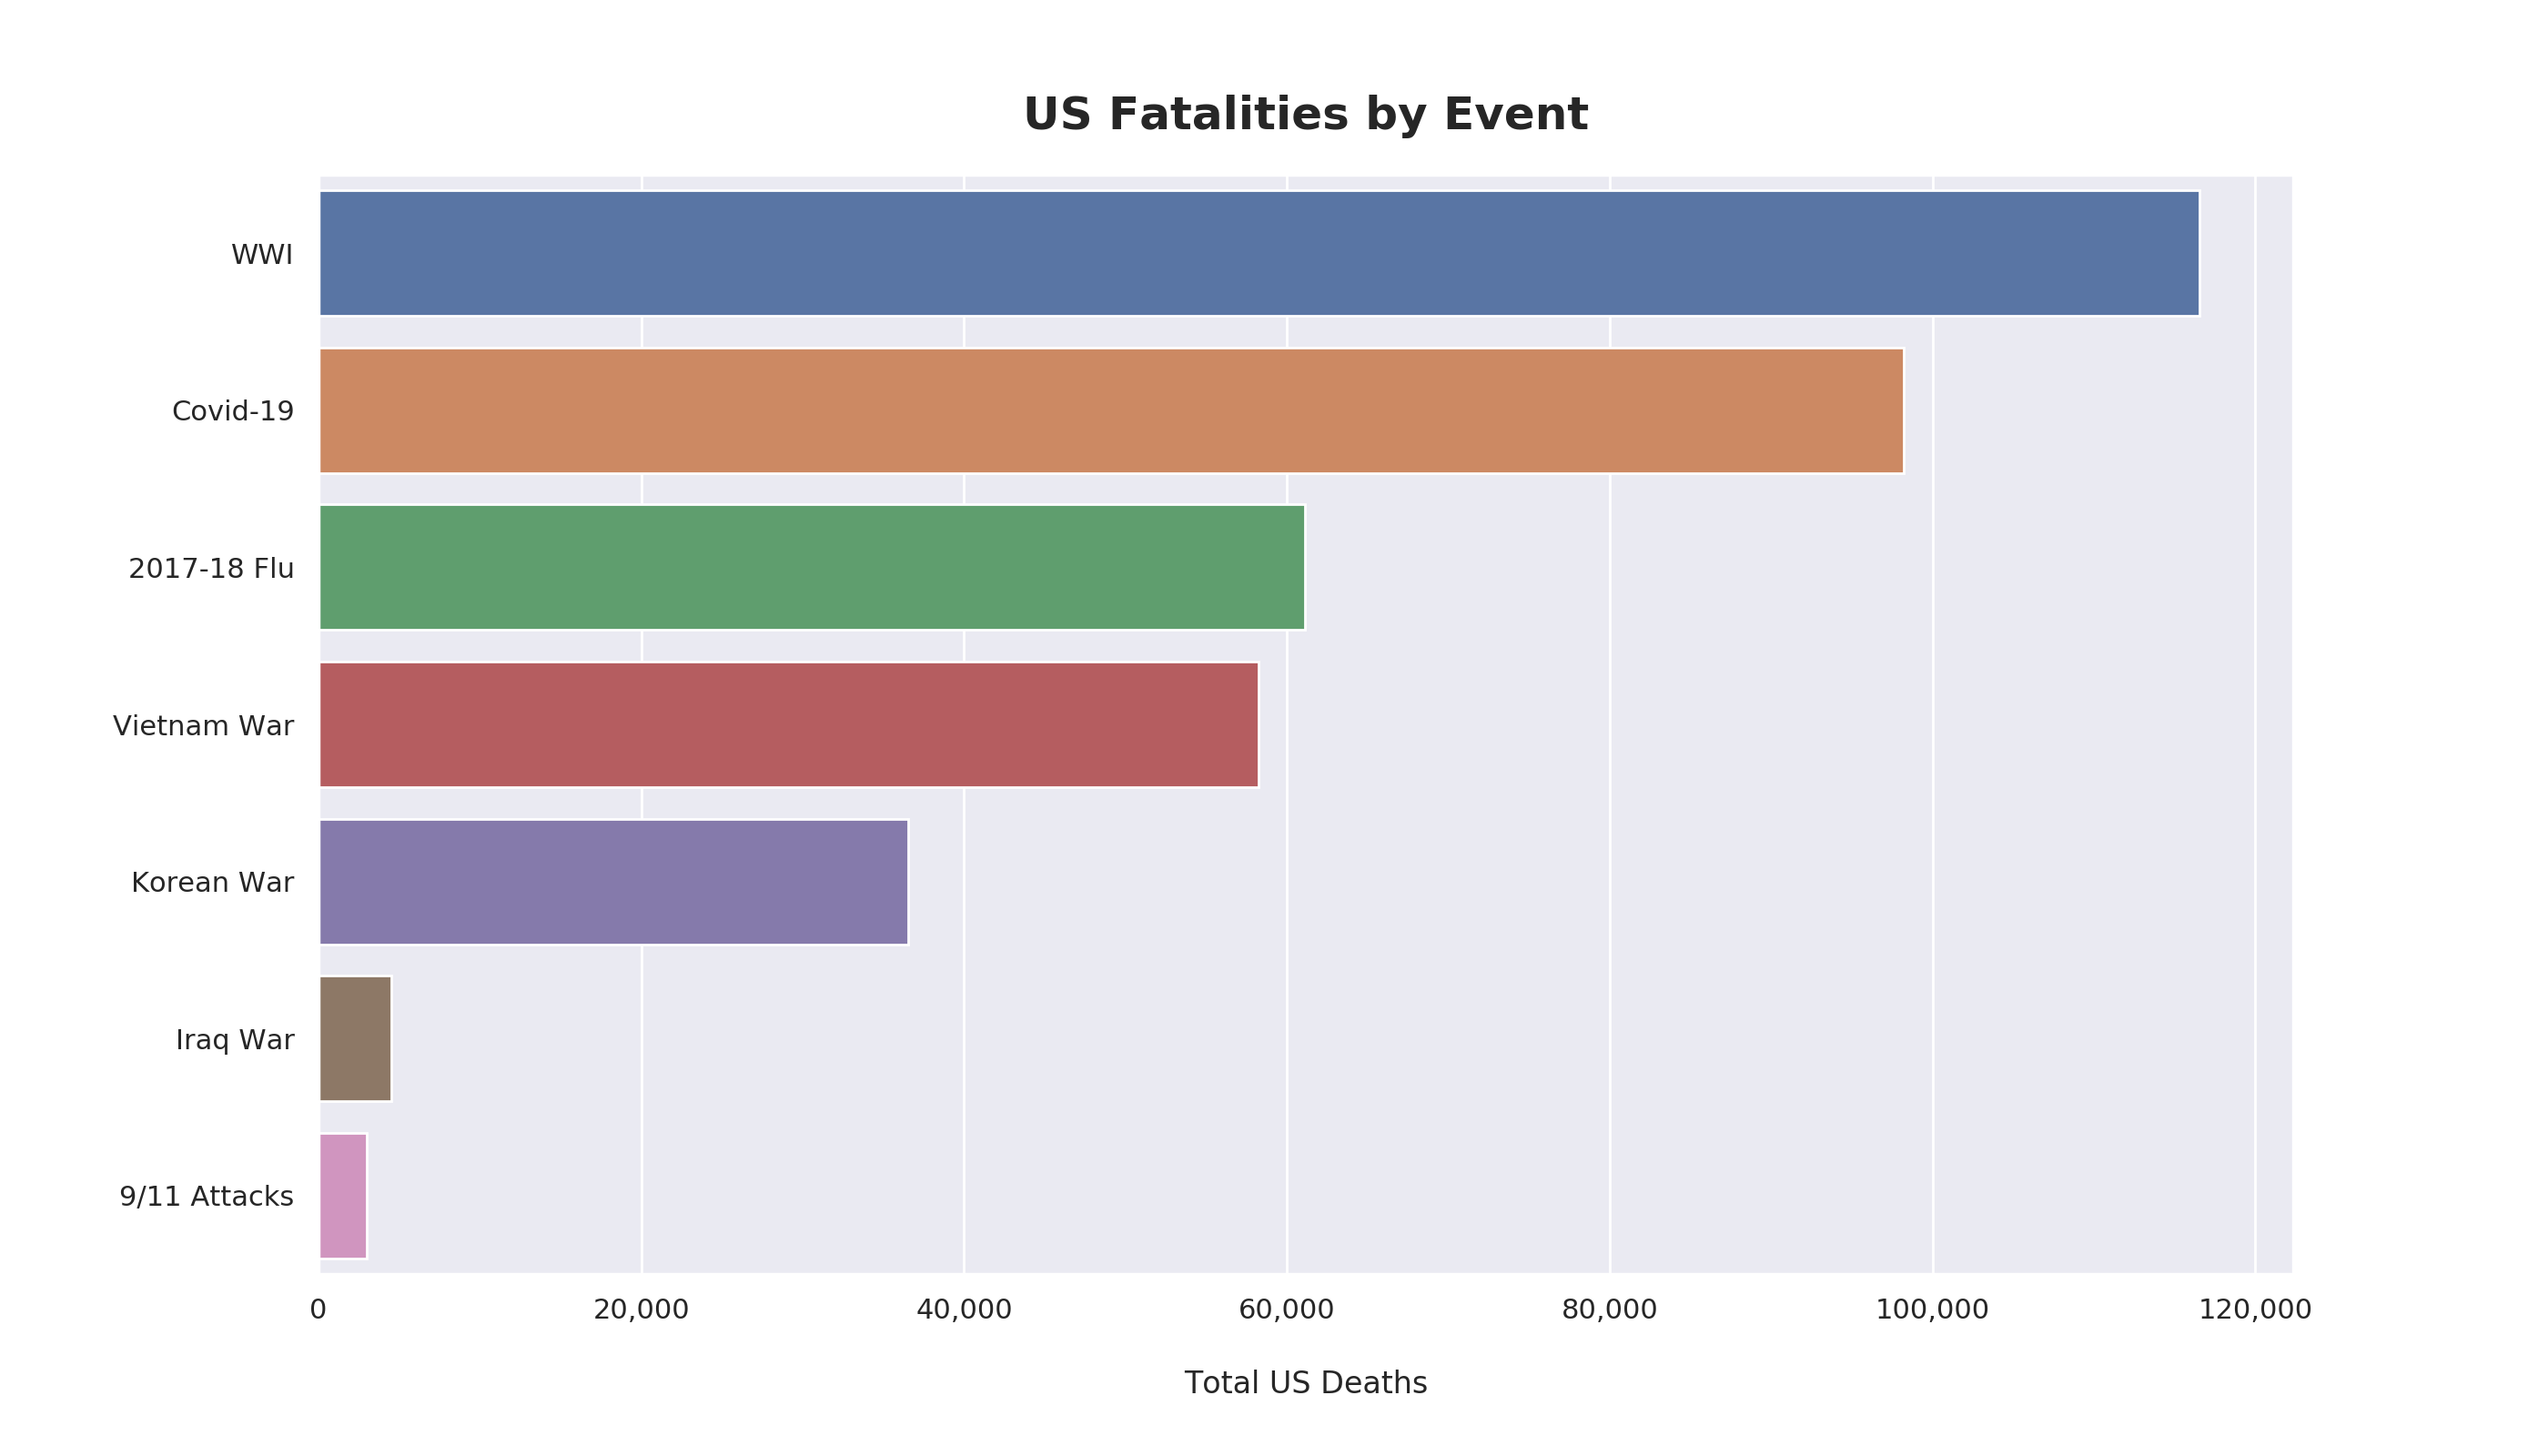 US Fatalities by Event
WWI
Covid-19
2017-18 Flu
Vietnam War
Korean War
Iraq War
9/11 Attacks
0 20,000 40,000 60,000 80,000 100,000 120,000
Total US Deaths